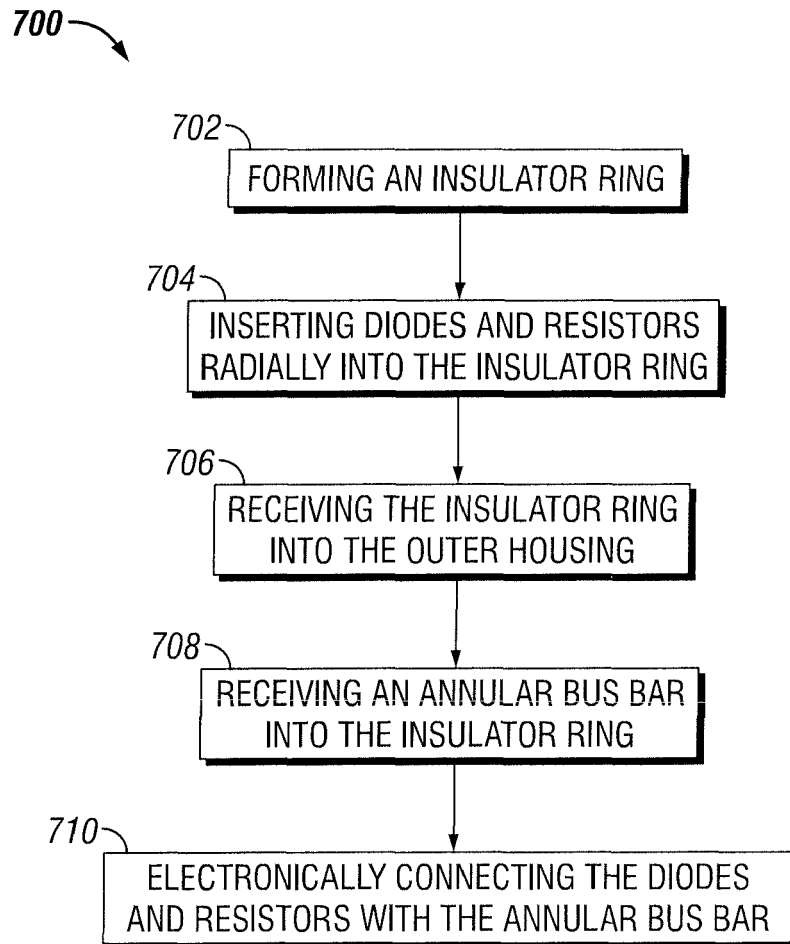 700
702
FORMING AN INSULATOR RING
704
INSERTING DIODES AND RESISTORS
RADIALLY INTO THE INSULATOR RING
706
RECEIVING THE INSULATOR RING
INTO THE OUTER HOUSING
708
RECEIVING AN ANNULAR BUS BAR
INTO THE INSULATOR RING
710
ELECTRONICALLY CONNECTING THE DIODES
AND RESISTORS WITH THE ANNULAR BUS BAR